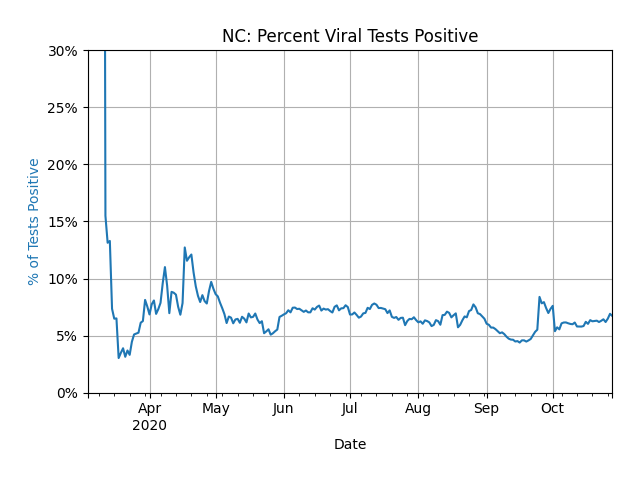 NC: Percent Viral Tests Positive
30%
25%
20%
15%
10%
5%
0%
% of Tests Positive
Apr May Jun Jul Aug Sep Oct
2020
Date